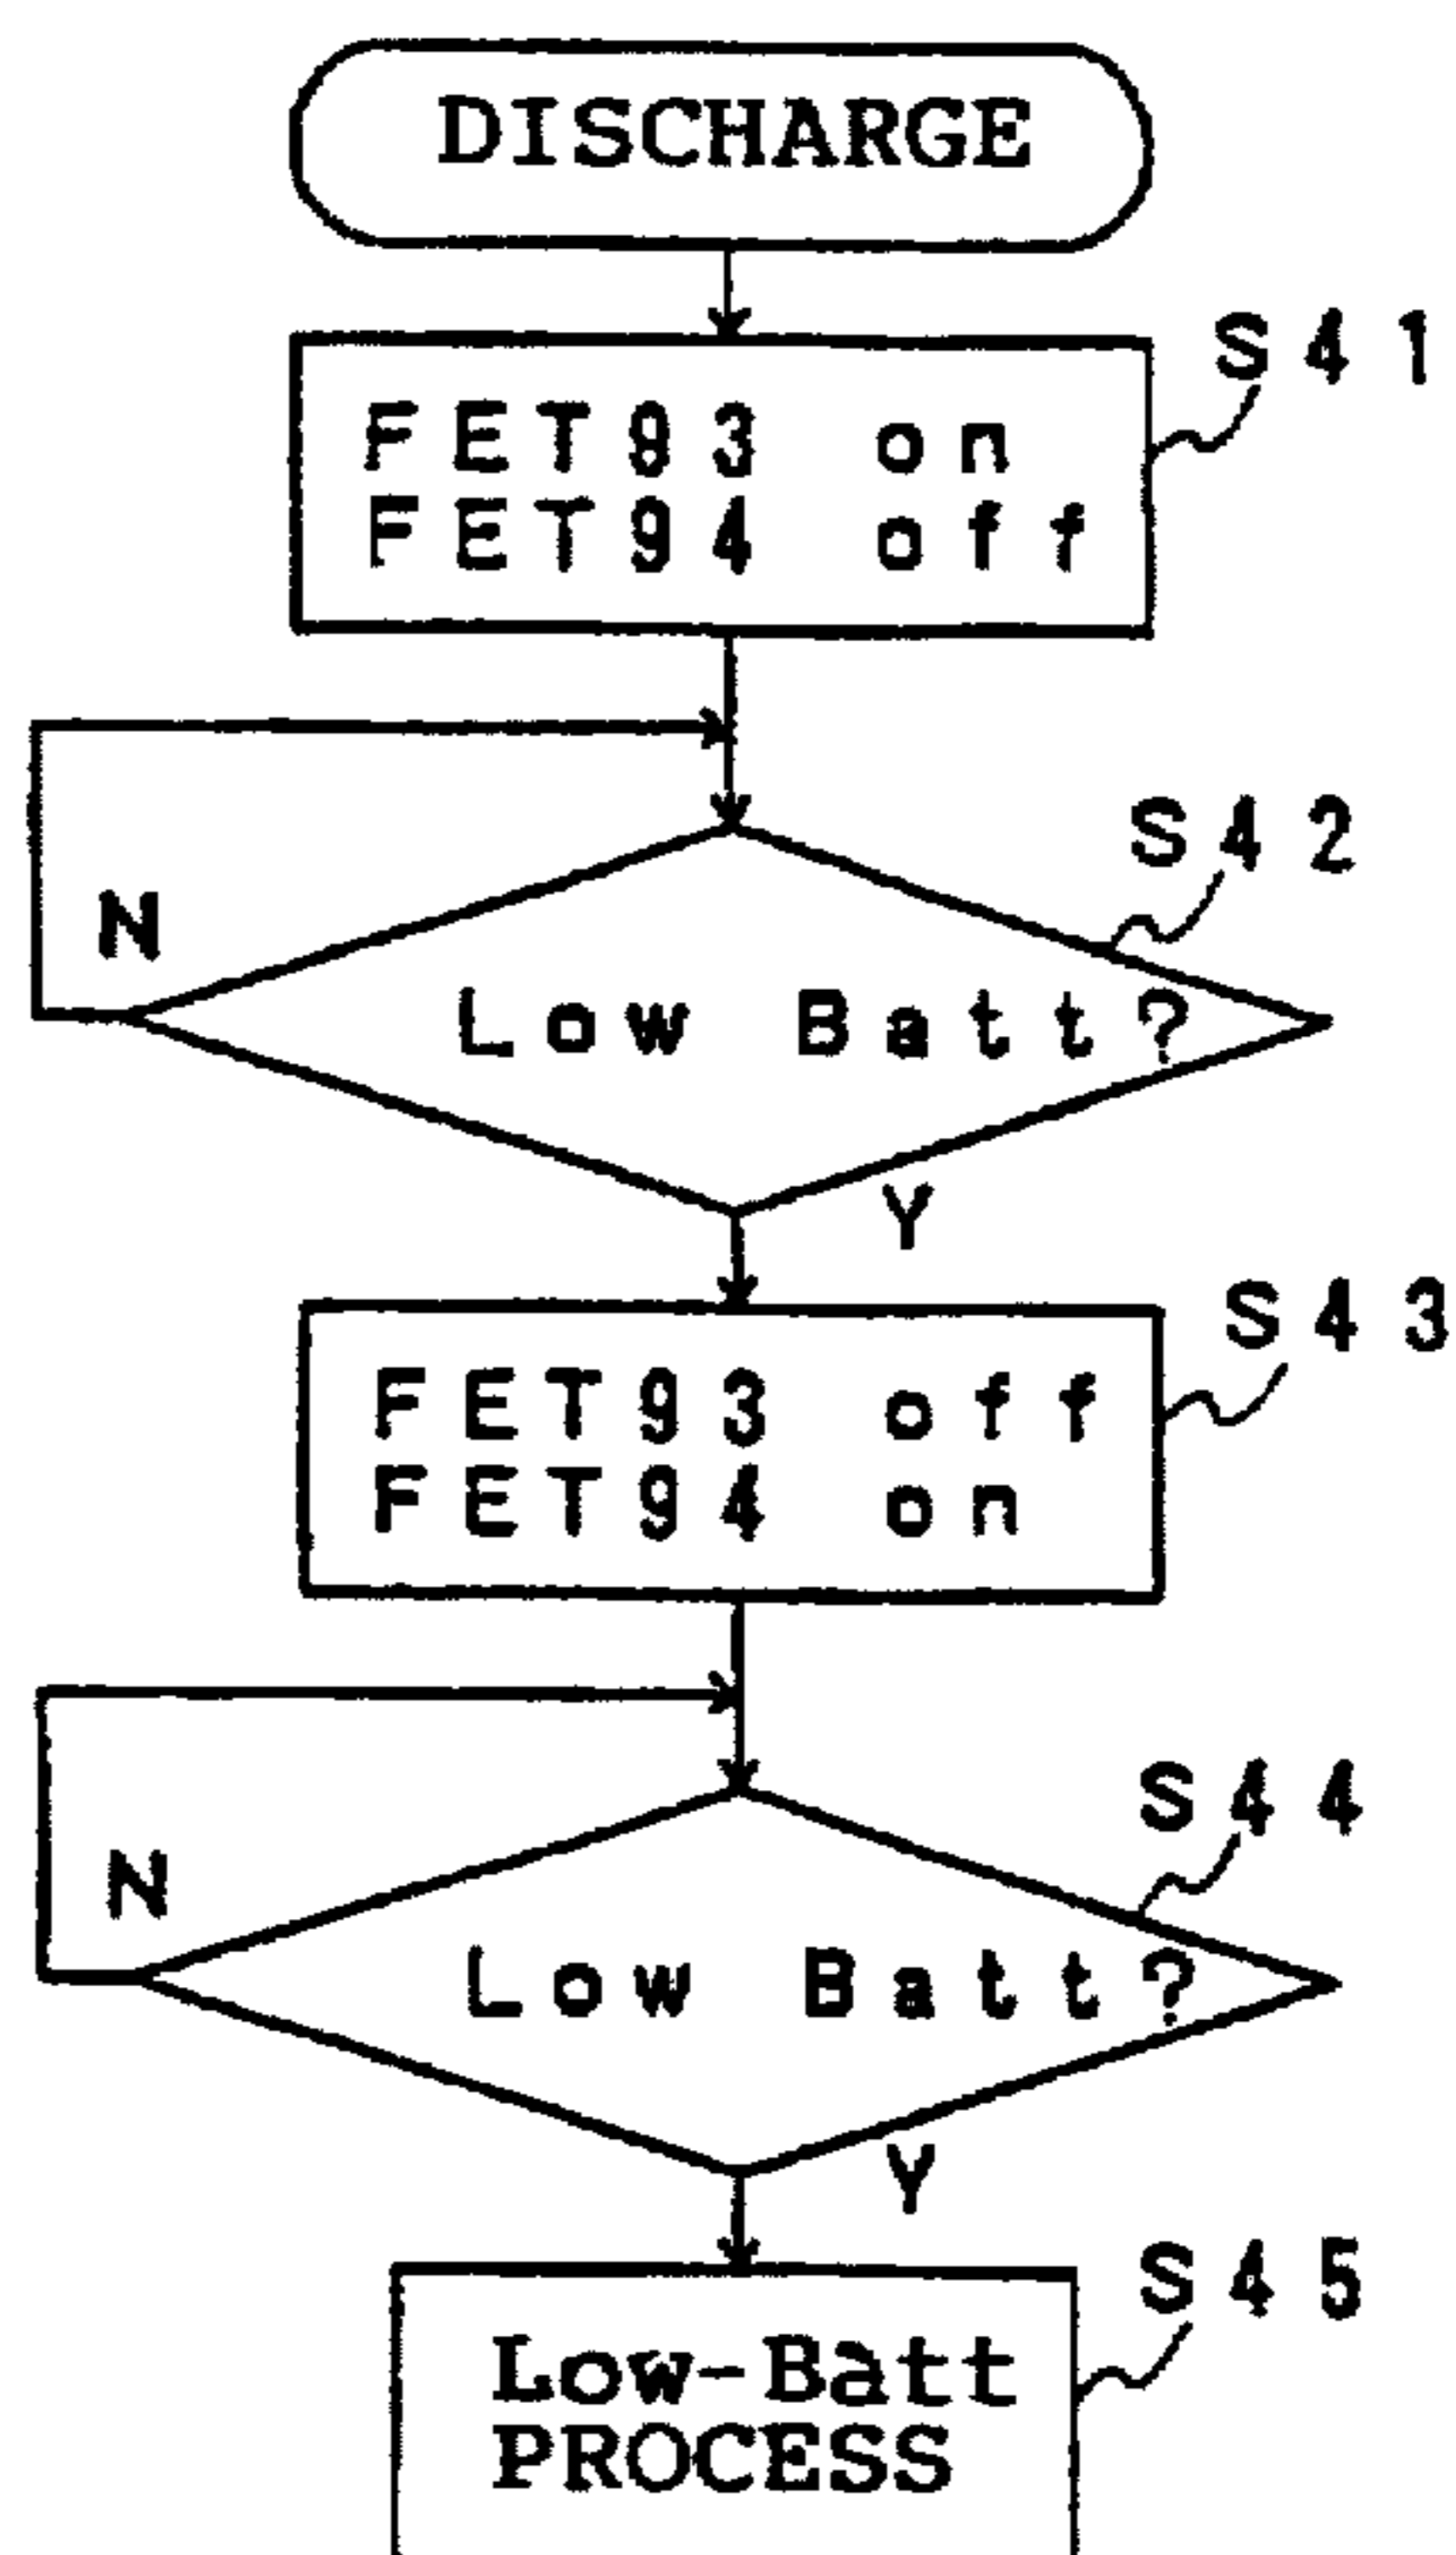 DISCHARGE
S41
FET93 on
FET94 off
S42
N
Low Batt?
Y
S43
FET93 off
FET94 on
S44
N
Low Batt?
Y
S45
Low-Batt
PROCESS